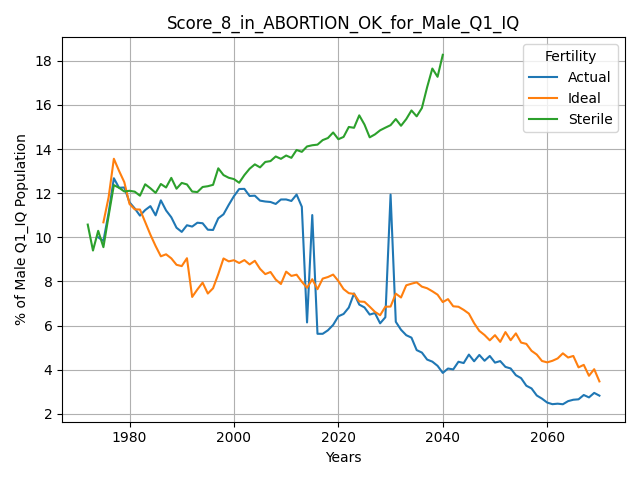 Score_8_in_ABORTION_OK_for_Male_Q1_IQ
% of Male Q1_IQ Population
18
16
14
12
10
8
6
4
2
Fertility
Actual
Ideal
Sterile
1980 2000 2020 2040 2060
Years